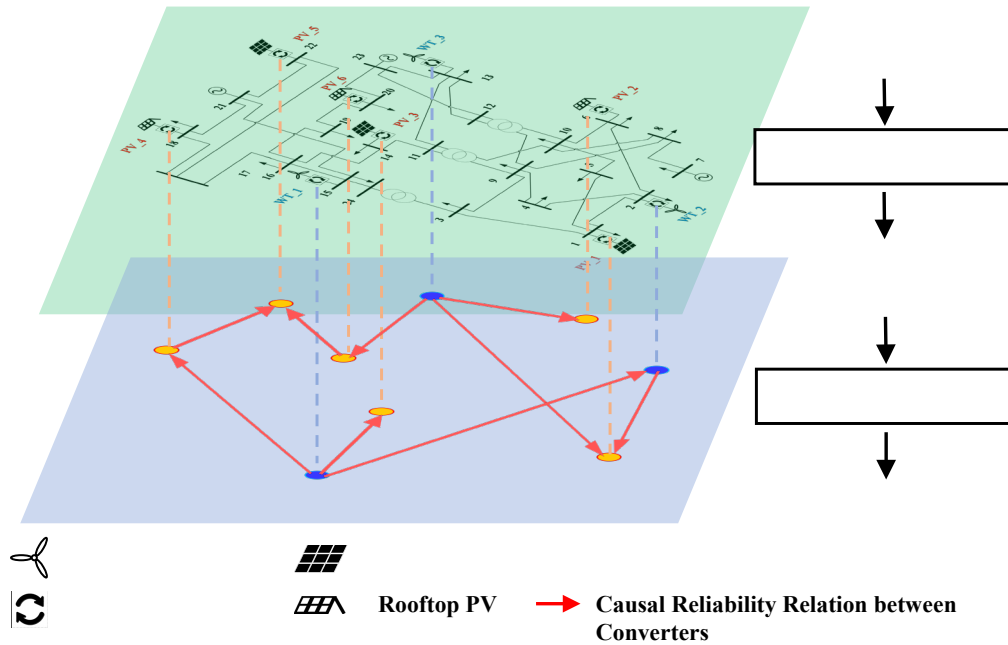 PV_5
22
WT_3
23
13
PV_6
20
PV_2
21
12
6
19
PV_3
10
8
PV_4
18
14
11
5
7
17
16
9
WT_1
15
24
4
2
WT_2
3
1
PV_1
Rooftop PV
Causal Reliability Relation between
Converters